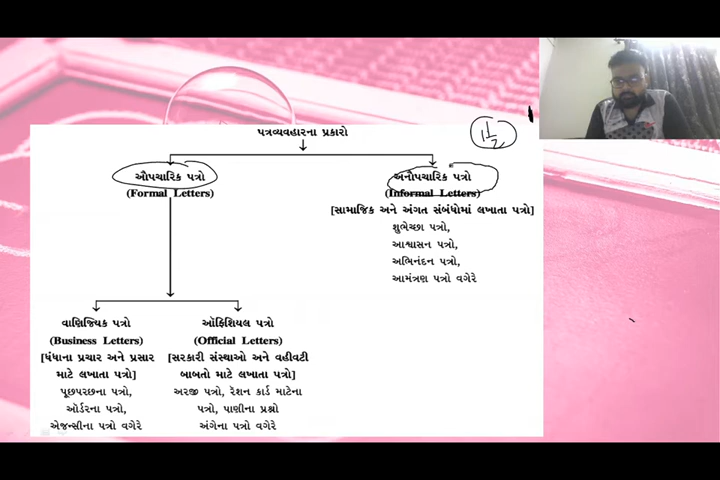 પત્રવ્યવહારના પ્રકારો
1 1/2
ઔપચારિક પત્રો
(Formal Letters)
અનૌપચારિક પત્રો
(Informal Letters)
[સામાજિક અને અંગત સંબંધોમાં લખાતા પત્રો]
શુભેચ્છા પત્રો,
આશ્વાસન પત્રો,
અભિનંદન પત્રો,
આમંત્રણ પત્રો વગેરે
વાણિજ્યિક પત્રો
(Business Letters)
[ધંધાના પ્રચાર અને પ્રસાર
માટે લખાતા પત્રો]
પૂછપરછના પત્રો,
ઑર્ડરના પત્રો,
એજન્સીના પત્રો વગેરે
ઑફિશિયલ પત્રો
(Official Letters)
[સરકારી સંસ્થાઓ અને વહીવટી
બાબતો માટે લખાતા પત્રો]
અરજી પત્રો, રૅશન કાર્ડ માટેના
પત્રો, પાણીના પ્રશ્નો
અંગેના પત્રો વગેરે